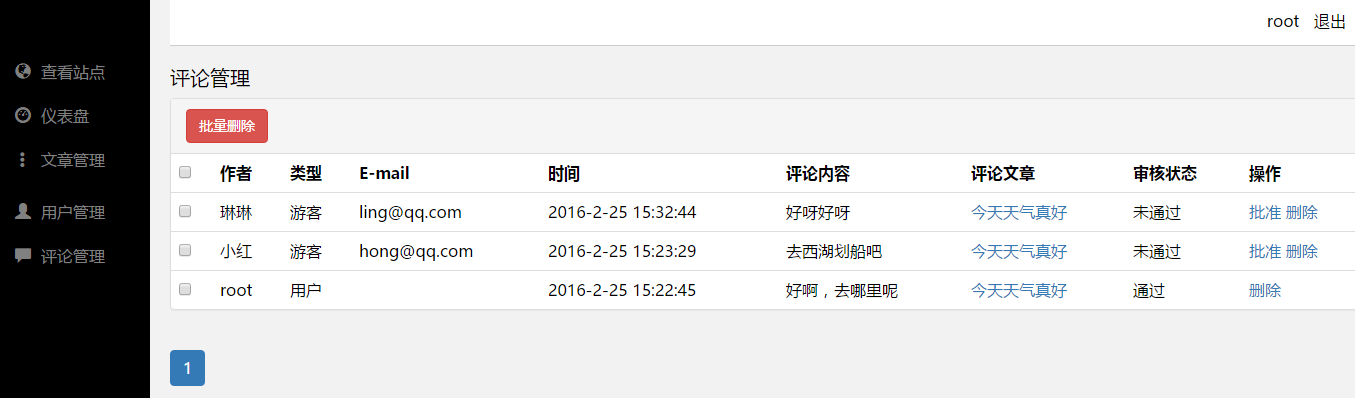 root 退出
查看站点
仪表盘
文章管理
用户管理
评论管理
评论管理
批量删除
作者 类型 E-mail 时间 评论内容 评论文章 审核状态 操作
琳琳 游客 ling@qq.com 2016-2-25 15:32:44 好呀好呀 今天天气真好 未通过 批准 删除
小红 游客 hong@qq.com 2016-2-25 15:23:29 去西湖划船吧 今天天气真好 未通过 批准 删除
root 用户 2016-2-25 15:22:45 好啊，去哪里呢 今天天气真好 通过 删除
1